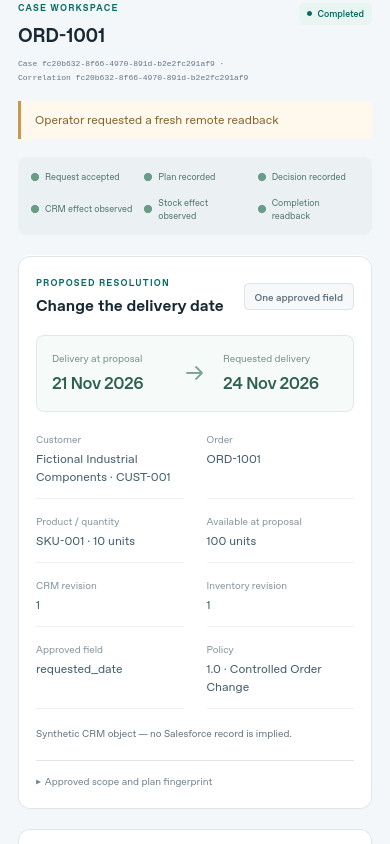 CASE WORKSPACE
Completed
ORD-1001
Case fc20b632-8f66-4970-891d-b2e2fc291af9 ·
Correlation fc20b632-8f66-4970-891d-b2e2fc291af9
Operator requested a fresh remote readback
Request accepted
Plan recorded
Decision recorded
CRM effect observed
Stock effect
observed
Completion
readback
PROPOSED RESOLUTION
Change the delivery date
One approved field
Delivery at proposal
21 Nov 2026
→
Requested delivery
24 Nov 2026
Customer
Fictional Industrial
Components · CUST-001
Order
ORD-1001
Product / quantity
SKU-001 · 10 units
Available at proposal
100 units
CRM revision
1
Inventory revision
1
Approved field
requested_date
Policy
1.0 · Controlled Order
Change
Synthetic CRM object — no Salesforce record is implied.
▸ Approved scope and plan fingerprint